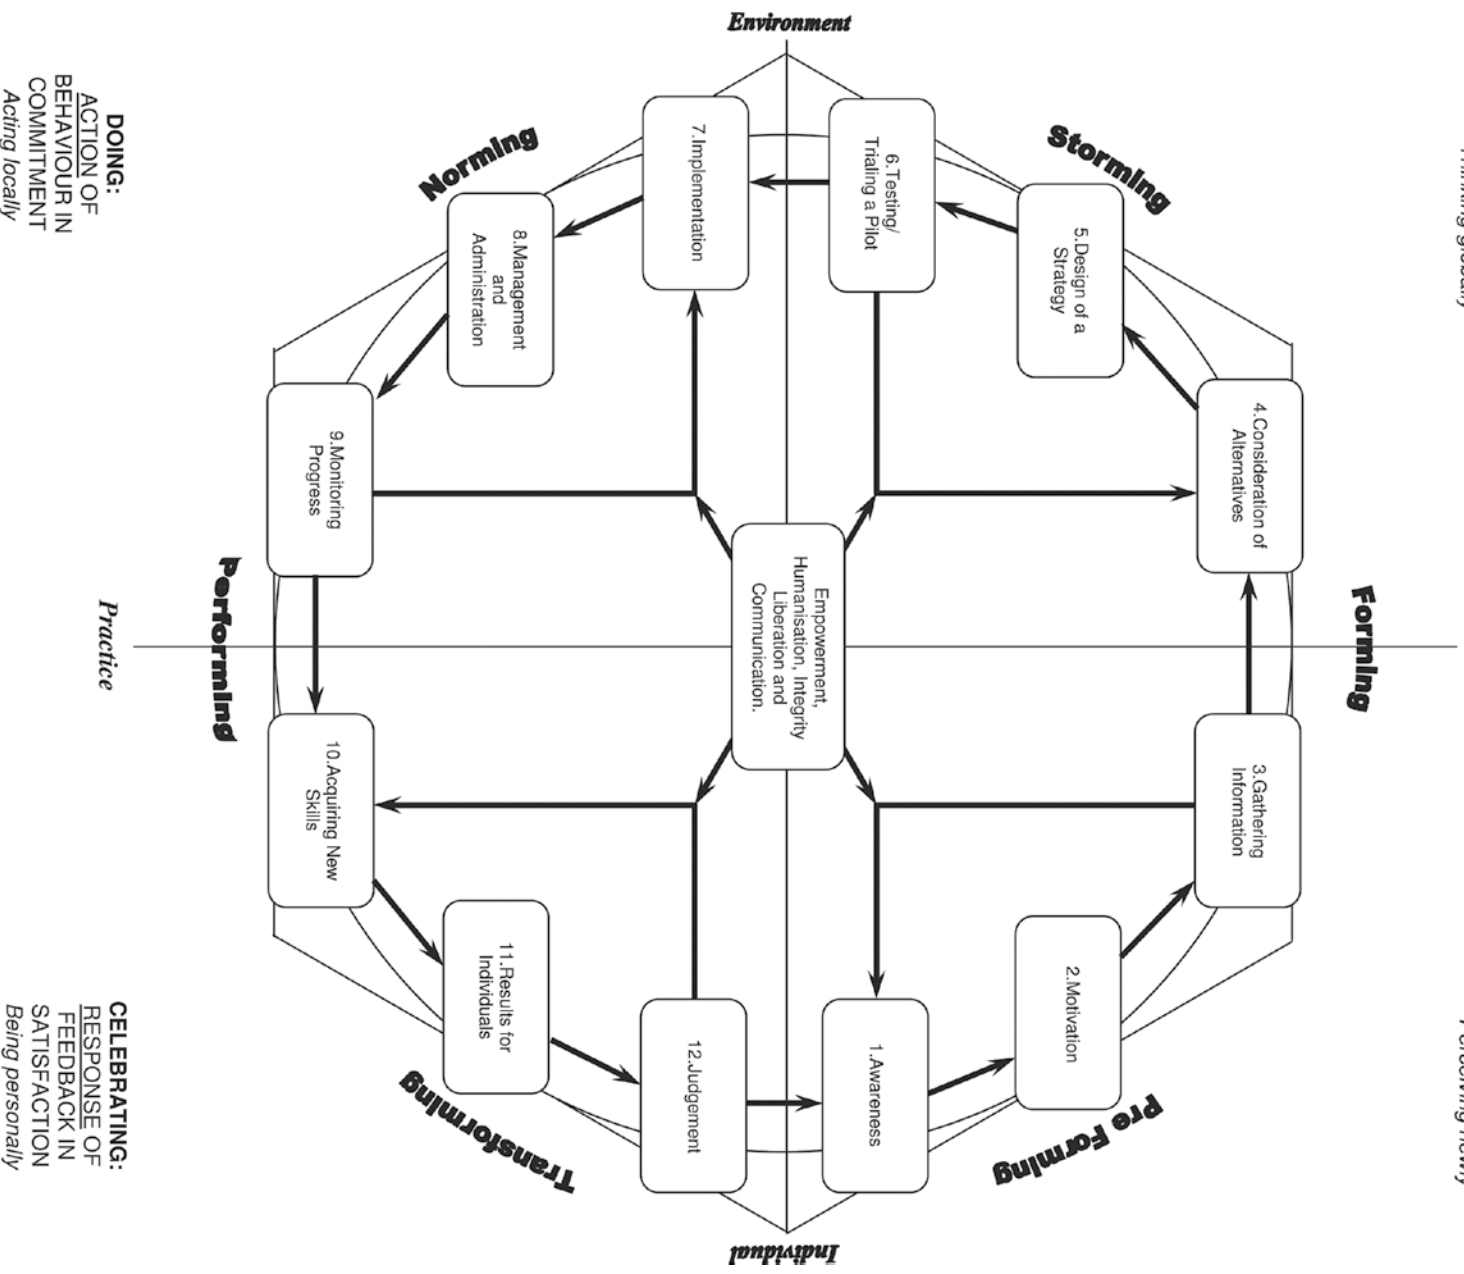 Environment
Storming
Norming
Forming
Performing
Practice
Pre Forming
Transforming
Individual
1.Awareness
2.Motivation
3.Gathering
Information
4.Consideration of
Alternatives
5.Design of a
Strategy
6.Testing/
Trialing a Pilot
7.Implementation
8.Management
and
Administration
9.Monitoring
Progress
10.Acquiring New
Skills
11.Results for
Individuals
12.Judgement
Empowerment,
Humanisation, Integrity
Liberation and
Communication.
DOING:
ACTION OF
BEHAVIOUR IN
COMMITMENT
Acting locally
CELEBRATING:
RESPONSE OF
FEEDBACK IN
SATISFACTION
Being personally